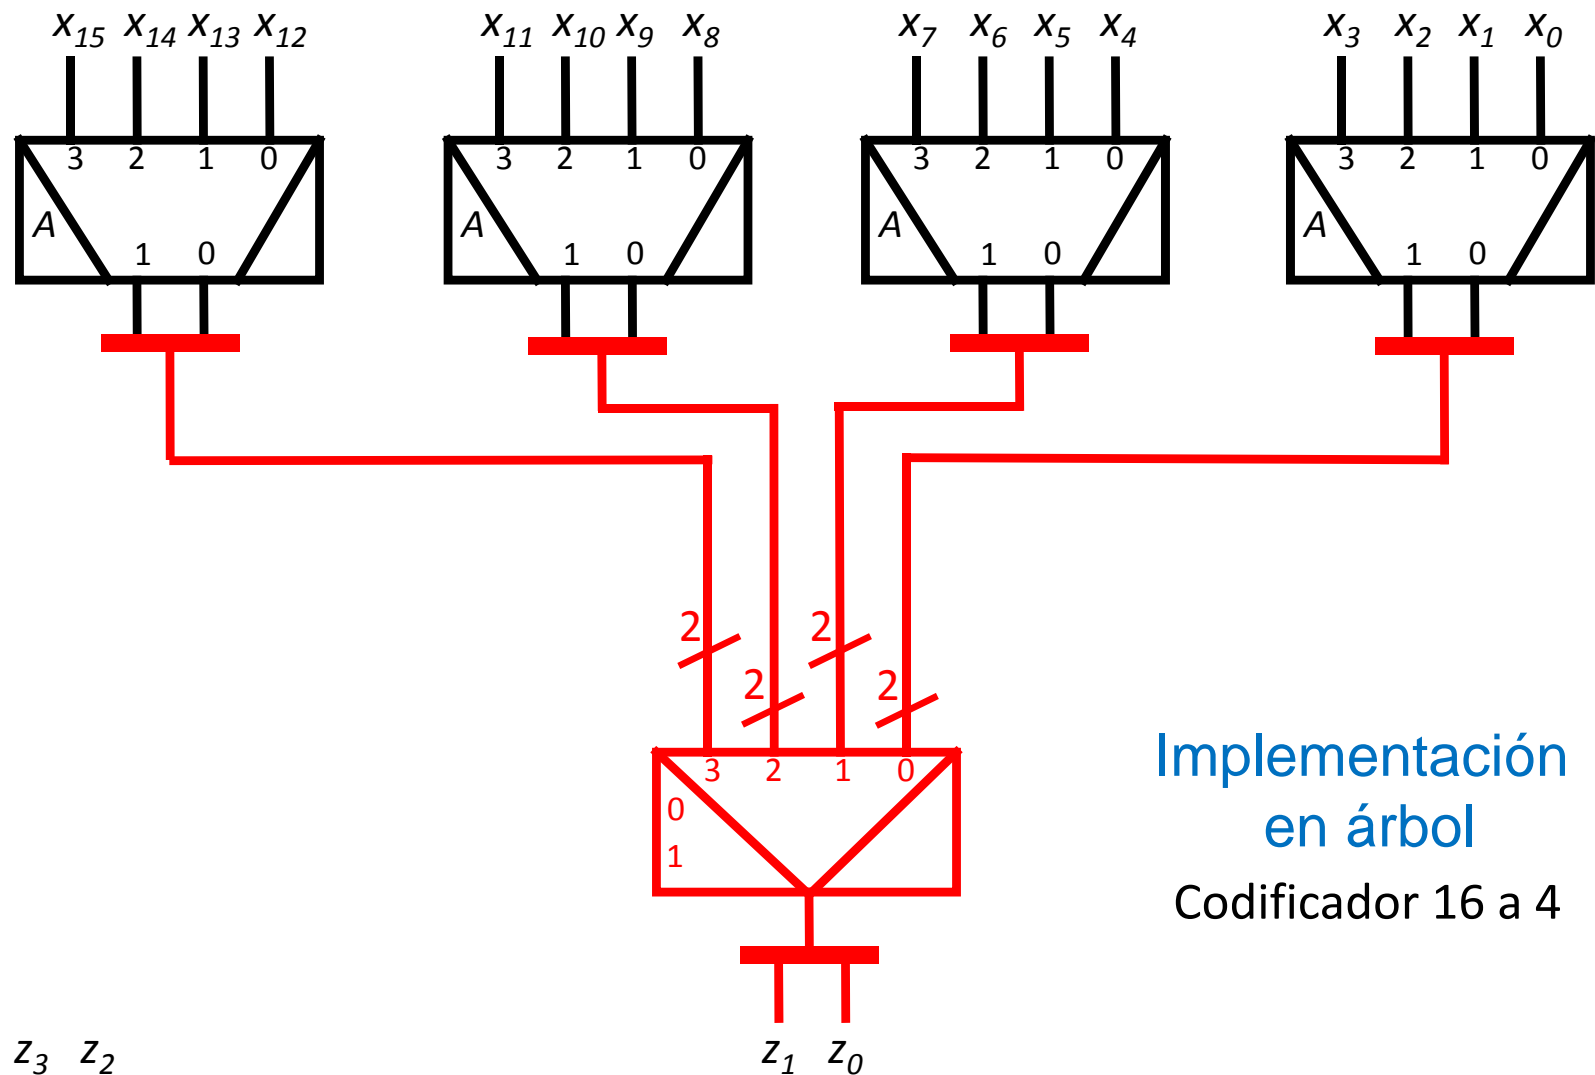 x15 x14 x13 x12 x11 x10 x9 x8 x7 x6 x5 x4 x3 x2 x1 x0
3 2 1 0 3 2 1 0 3 2 1 0 3 2 1 0
A A A A
1 0 1 0 1 0 1 0
2 2
2 2
3 2 1 0
0
1
Implementación
en árbol
Codificador 16 a 4
z3 z2 z1 z0